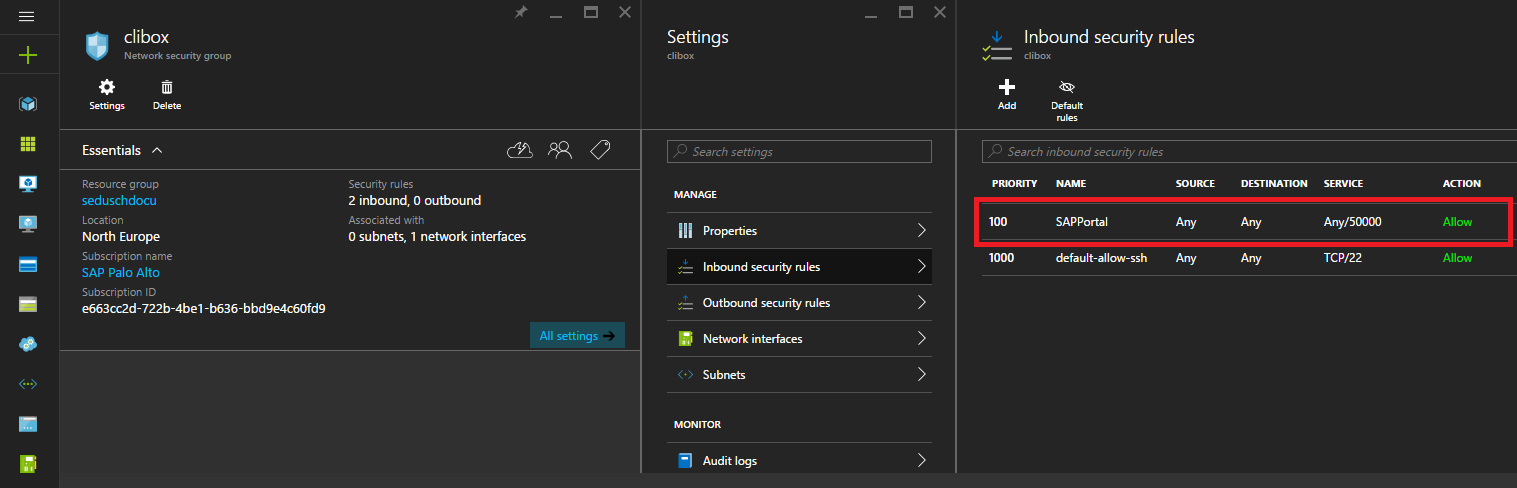 clibox
Network security group
Settings
Delete
Essentials
Resource group
seduschdocu
Location
North Europe
Subscription name
SAP Palo Alto
Subscription ID
e663cc2d-722b-4be1-b636-bbd9e4c60fd9
Security rules
2 inbound, 0 outbound
Associated with
0 subnets, 1 network interfaces
All settings
Settings
clibox
Search settings
MANAGE
Properties
Inbound security rules
Outbound security rules
Network interfaces
Subnets
MONITOR
Audit logs
Inbound security rules
clibox
Add
Default
rules
Search inbound security rules
PRIORITY NAME SOURCE DESTINATION SERVICE ACTION
100 SAPPortal Any Any Any/50000 Allow
1000 default-allow-ssh Any Any TCP/22 Allow